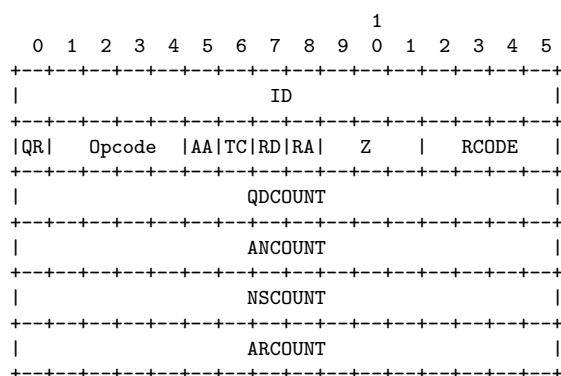 1
0 1 2 3 4 5 6 7 8 9 0 1 2 3 4 5
+--+--+--+--+--+--+--+--+--+--+--+--+--+--+--+--+
| ID |
+--+--+--+--+--+--+--+--+--+--+--+--+--+--+--+--+
|QR| Opcode |AA|TC|RD|RA| Z | RCODE |
+--+--+--+--+--+--+--+--+--+--+--+--+--+--+--+--+
| QDCOUNT |
+--+--+--+--+--+--+--+--+--+--+--+--+--+--+--+--+
| ANCOUNT |
+--+--+--+--+--+--+--+--+--+--+--+--+--+--+--+--+
| NSCOUNT |
+--+--+--+--+--+--+--+--+--+--+--+--+--+--+--+--+
| ARCOUNT |
+--+--+--+--+--+--+--+--+--+--+--+--+--+--+--+--+